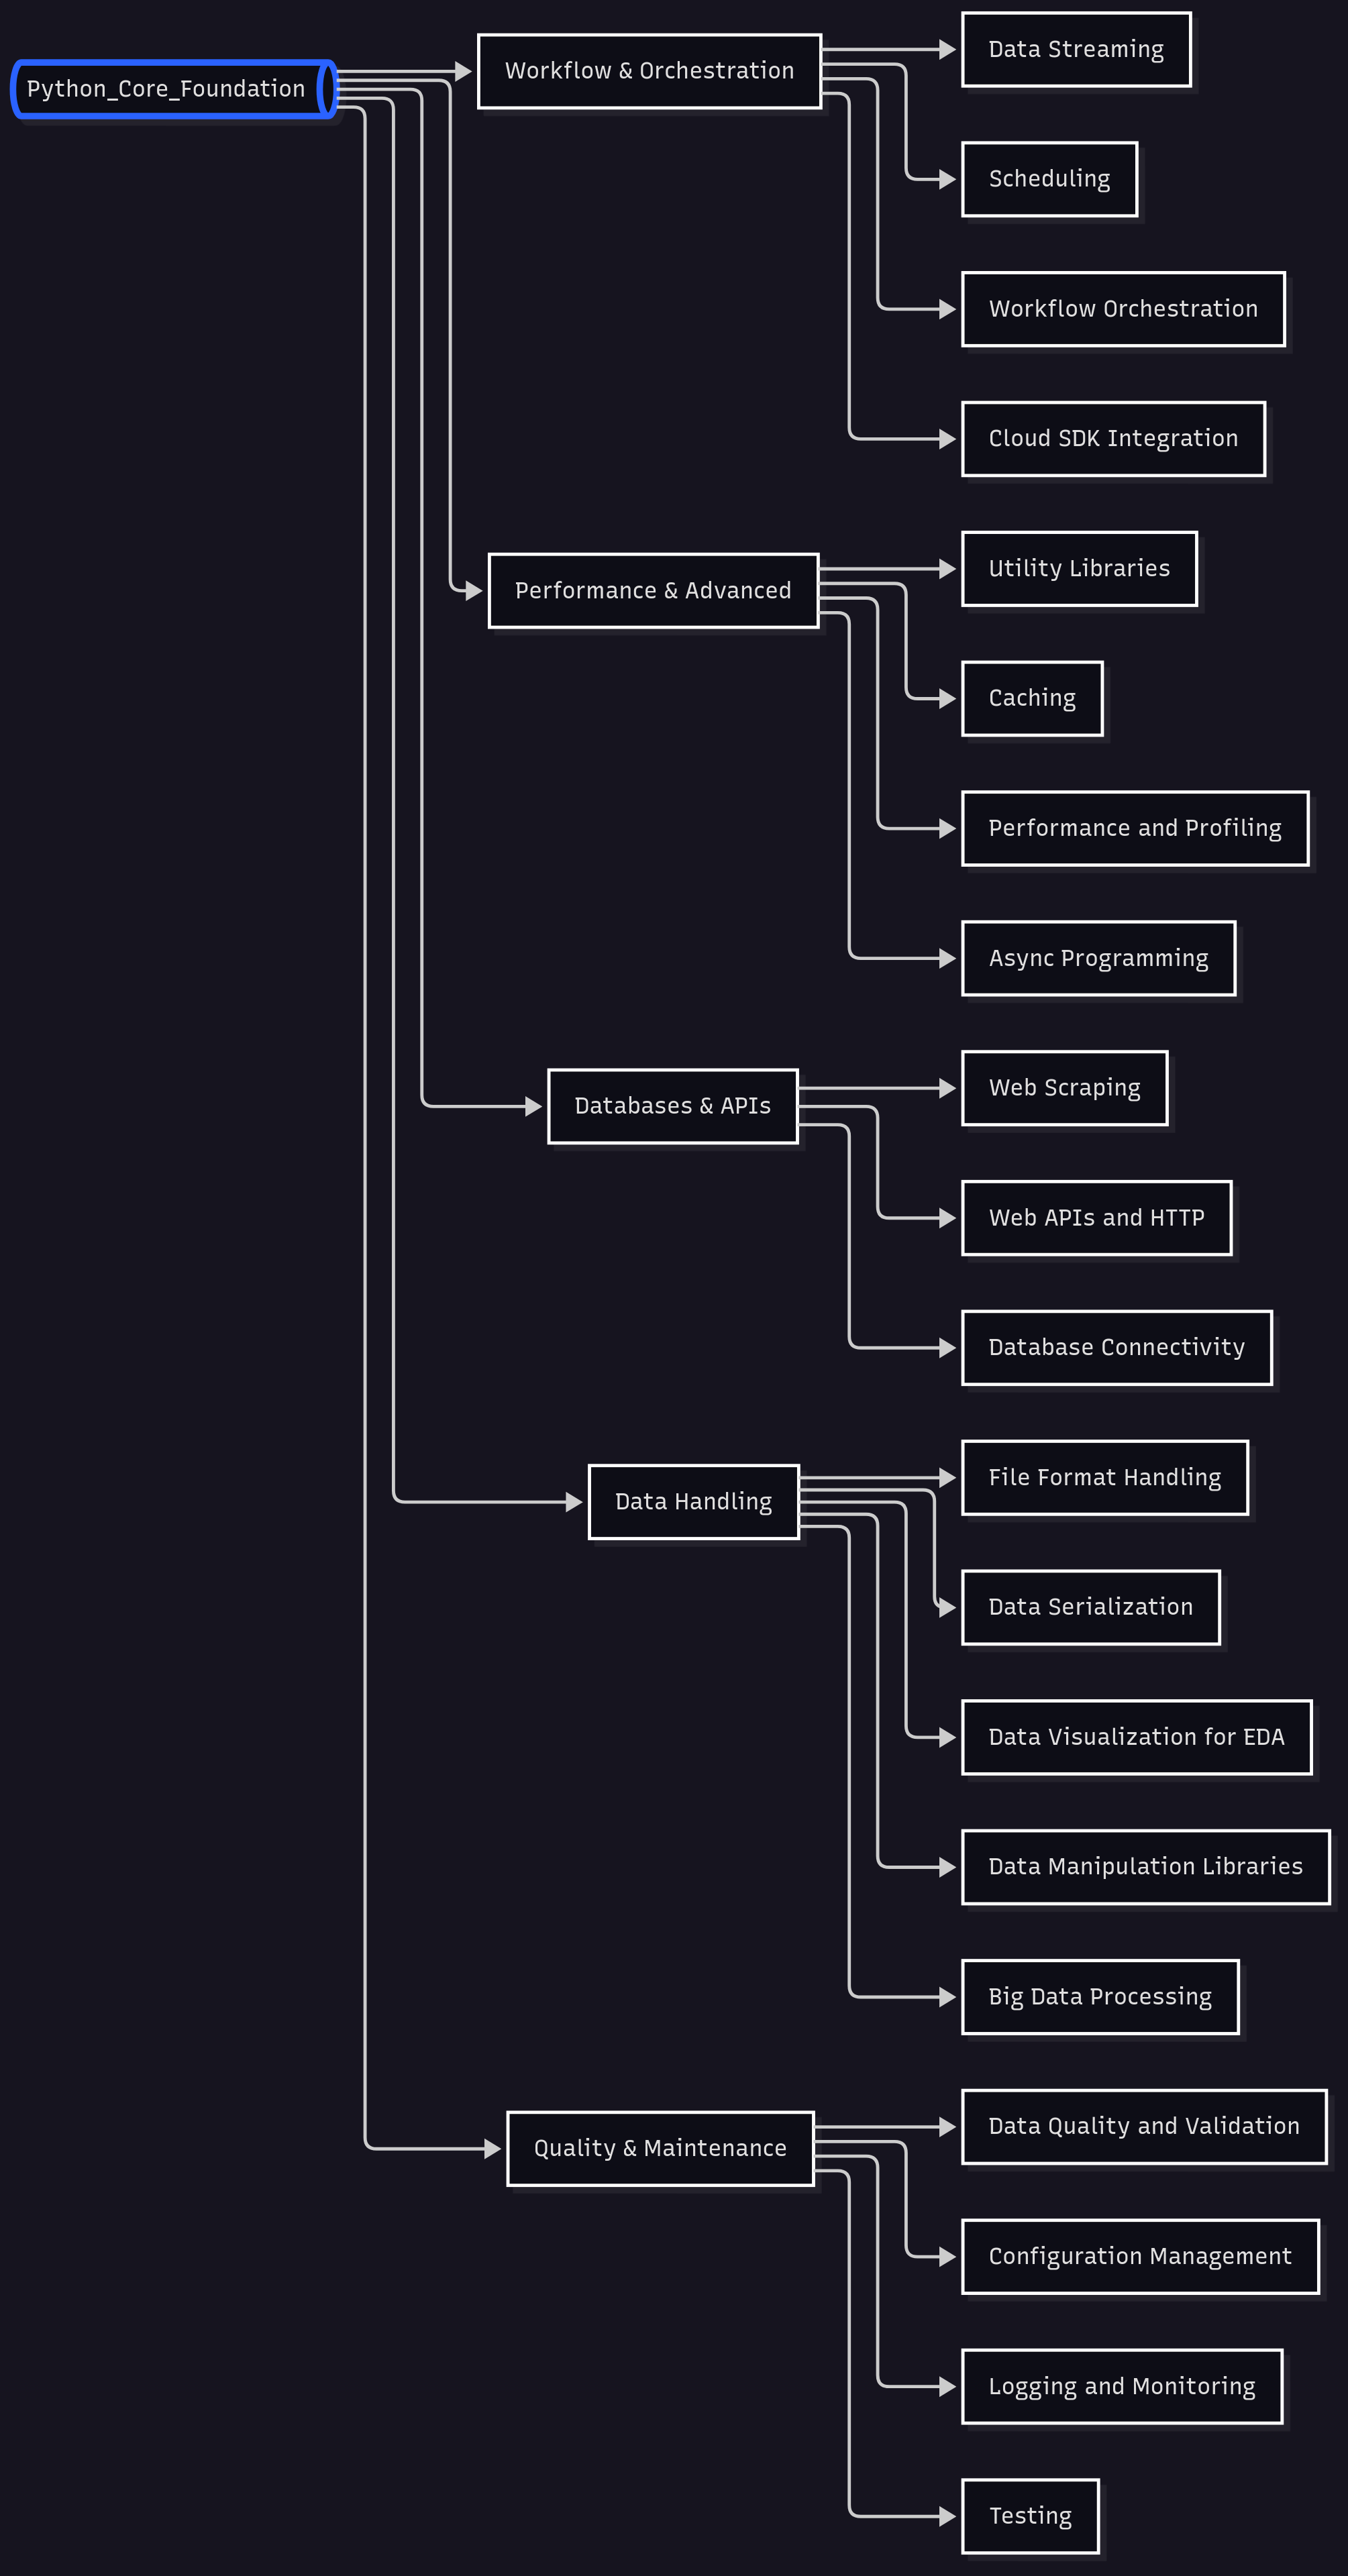 Python_Core_Foundation
Workflow & Orchestration
Data Streaming
Scheduling
Workflow Orchestration
Cloud SDK Integration
Performance & Advanced
Utility Libraries
Caching
Performance and Profiling
Async Programming
Databases & APIs
Web Scraping
Web APIs and HTTP
Database Connectivity
Data Handling
File Format Handling
Data Serialization
Data Visualization for EDA
Data Manipulation Libraries
Big Data Processing
Quality & Maintenance
Data Quality and Validation
Configuration Management
Logging and Monitoring
Testing